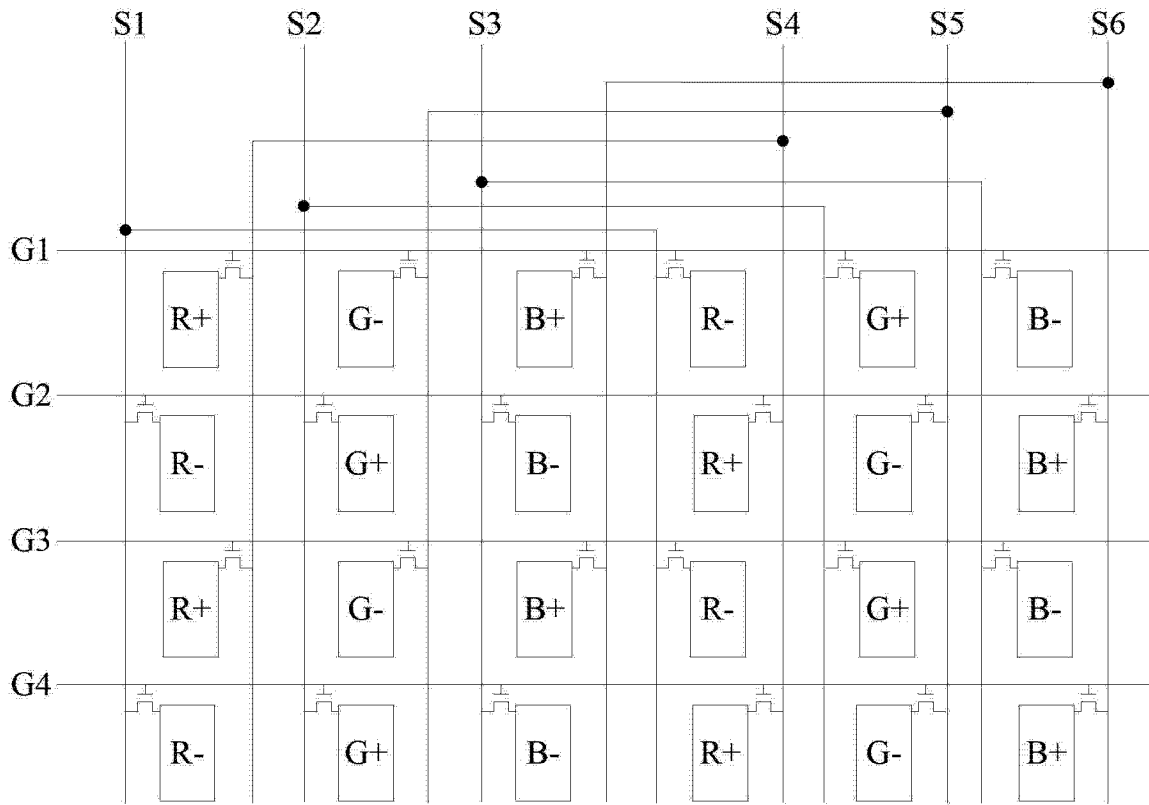 S1 S2 S3 S4 S5 S6
G1
R+ G- B+ R- G+ B-
G2
R- G+ B- R+ G- B+
G3
R+ G- B+ R- G+ B-
G4
R- G+ B- R+ G- B+